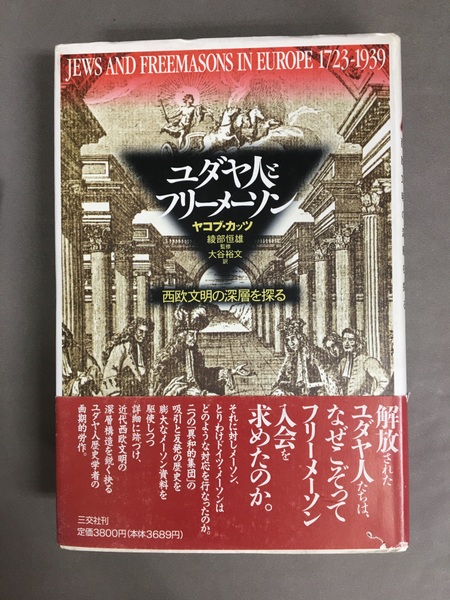 JEWS AND FREEMASONS IN EUROPE 1723-1939
ユダヤ人と
フリーメーソン
ヤコブ・カッツ
綾部恒雄
監修
大谷裕文
訳
西欧文明の深層を探る
解放された
ユダヤ人たちは、
なぜこぞって
フリーメーソン
入会を
求めたのか。
それに対しメーソン、
とりわけドイツ・メーソンは
どのような対応を行なったのか。
二つの「異和的集団」の
吸引と反発の歴史を
膨大なメーソン資料を
駆使しつつ
詳細に跡づけ、
近代西欧文明の
深層構造を鋭く抉る
ユダヤ人歴史学者の
画期的労作。
三交社刊
定価3800円(本体3689円)